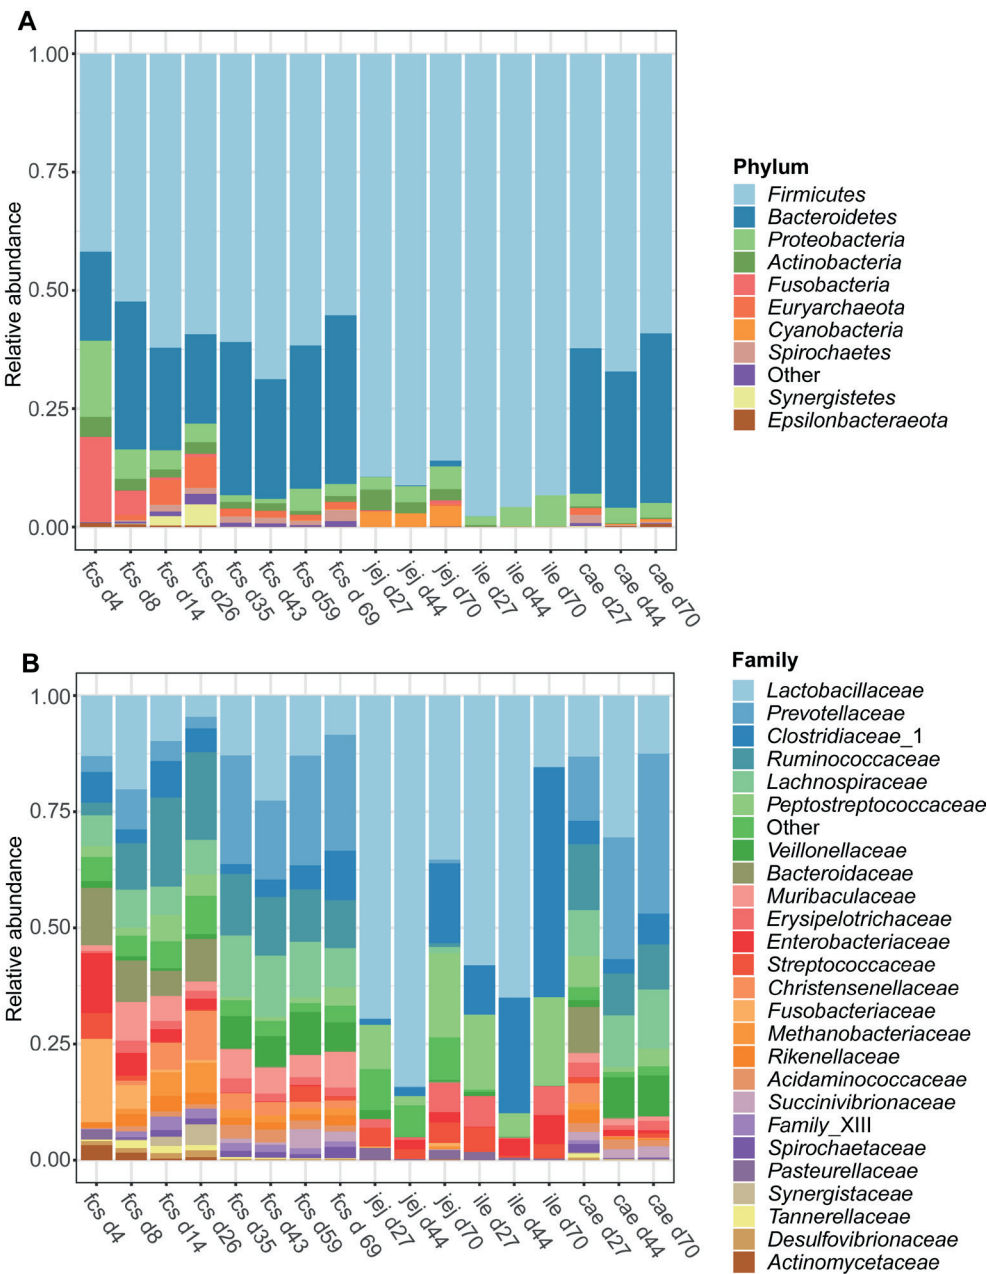 A
Relative abundance
1.00
0.75
0.50
0.25
0.00
fcs d4
fcs d8
fcs d14
fcs d26
fcs d35
fcs d43
fcs d59
fcs d 69
jej d27
jej d44
jej d70
ile d27
ile d44
ile d70
cae d27
cae d44
cae d70
Phylum
Firmicutes
Bacteroidetes
Proteobacteria
Actinobacteria
Fusobacteria
Euryarchaeota
Cyanobacteria
Spirochaetes
Other
Synergistetes
Epsilonbacteraeota
B
Relative abundance
1.00
0.75
0.50
0.25
0.00
fcs d4
fcs d8
fcs d14
fcs d26
fcs d35
fcs d43
fcs d59
fcs d 69
jej d27
jej d44
jej d70
ile d27
ile d44
ile d70
cae d27
cae d44
cae d70
Family
Lactobacillaceae
Prevotellaceae
Clostridiaceae_1
Ruminococcaceae
Lachnospiraceae
Peptostreptococcaceae
Other
Veillonellaceae
Bacteroidaceae
Muribaculaceae
Erysipelotrichaceae
Enterobacteriaceae
Streptococcaceae
Christensenellaceae
Fusobacteriaceae
Methanobacteriaceae
Rikenellaceae
Acidaminococcaceae
Succinivibrionaceae
Family_XIII
Spirochaetaceae
Pasteurellaceae
Synergistaceae
Tannerellaceae
Desulfovibrionaceae
Actinomycetaceae